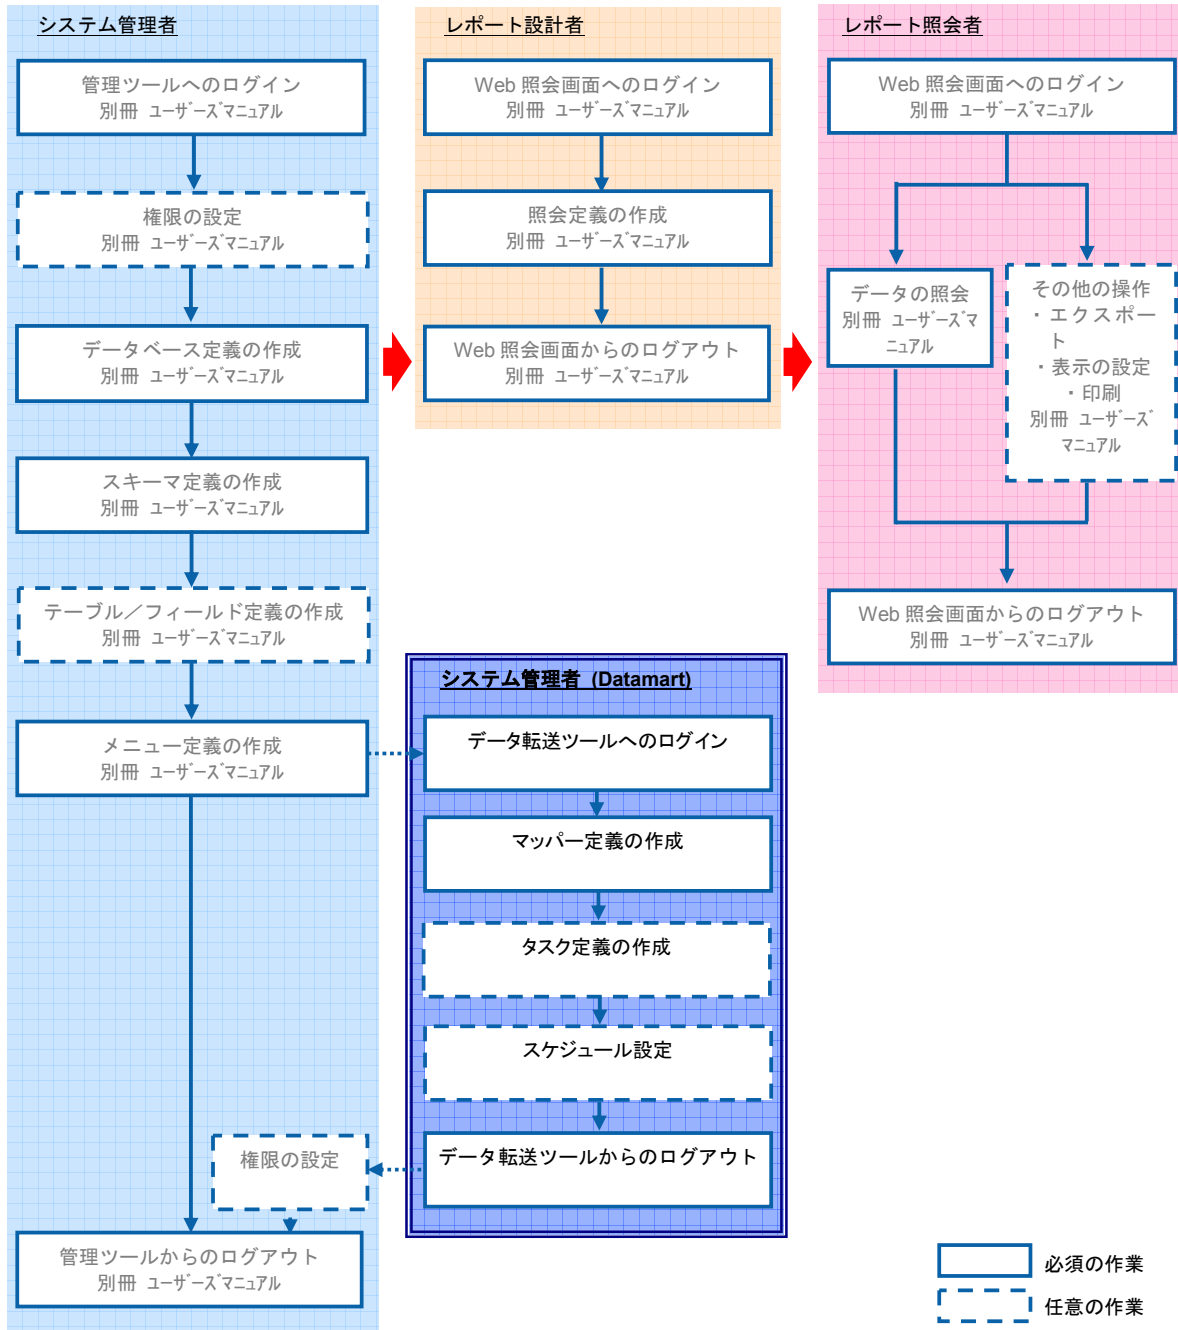 システム管理者
管理ツールへのログイン
別冊 ユーザーズマニュアル
権限の設定
別冊 ユーザーズマニュアル
データベース定義の作成
別冊 ユーザーズマニュアル
スキーマ定義の作成
別冊 ユーザーズマニュアル
テーブル／フィールド定義の作成
別冊 ユーザーズマニュアル
メニュー定義の作成
別冊 ユーザーズマニュアル
権限の設定
管理ツールからのログアウト
別冊 ユーザーズマニュアル
システム管理者 (Datamart)
データ転送ツールへのログイン
マッパー定義の作成
タスク定義の作成
スケジュール設定
データ転送ツールからのログアウト
レポート設計者
Web 照会画面へのログイン
別冊 ユーザーズマニュアル
照会定義の作成
別冊 ユーザーズマニュアル
Web 照会画面からのログアウト
別冊 ユーザーズマニュアル
レポート照会者
Web 照会画面へのログイン
別冊 ユーザーズマニュアル
データの照会
別冊 ユーザーズマ
ニュアル
その他の操作
・エクスポー
ト
・表示の設定
・印刷
別冊 ユーザーズ
マニュアル
Web 照会画面からのログアウト
別冊 ユーザーズマニュアル
必須の作業
任意の作業